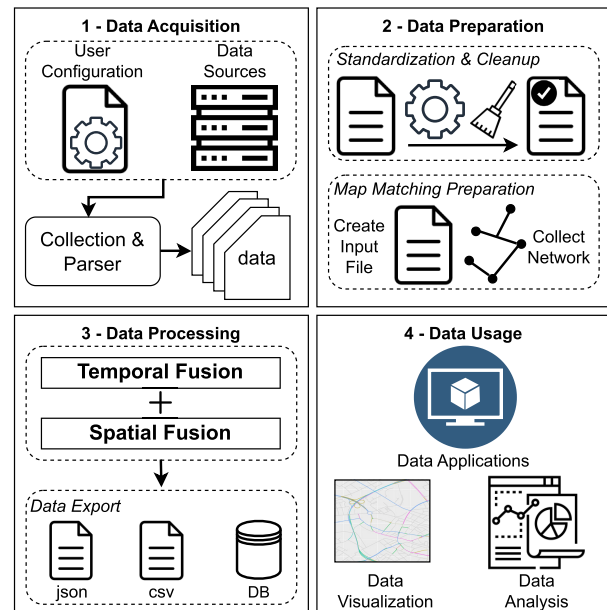 1 - Data Acquisition
User
Configuration
Data
Sources
Collection &
Parser
data
2 - Data Preparation
Standardization & Cleanup
Map Matching Preparation
Create
Input
File
Collect
Network
3 - Data Processing
Temporal Fusion
+
Spatial Fusion
Data Export
json
csv
DB
4 - Data Usage
Data Applications
Data
Visualization
Data
Analysis